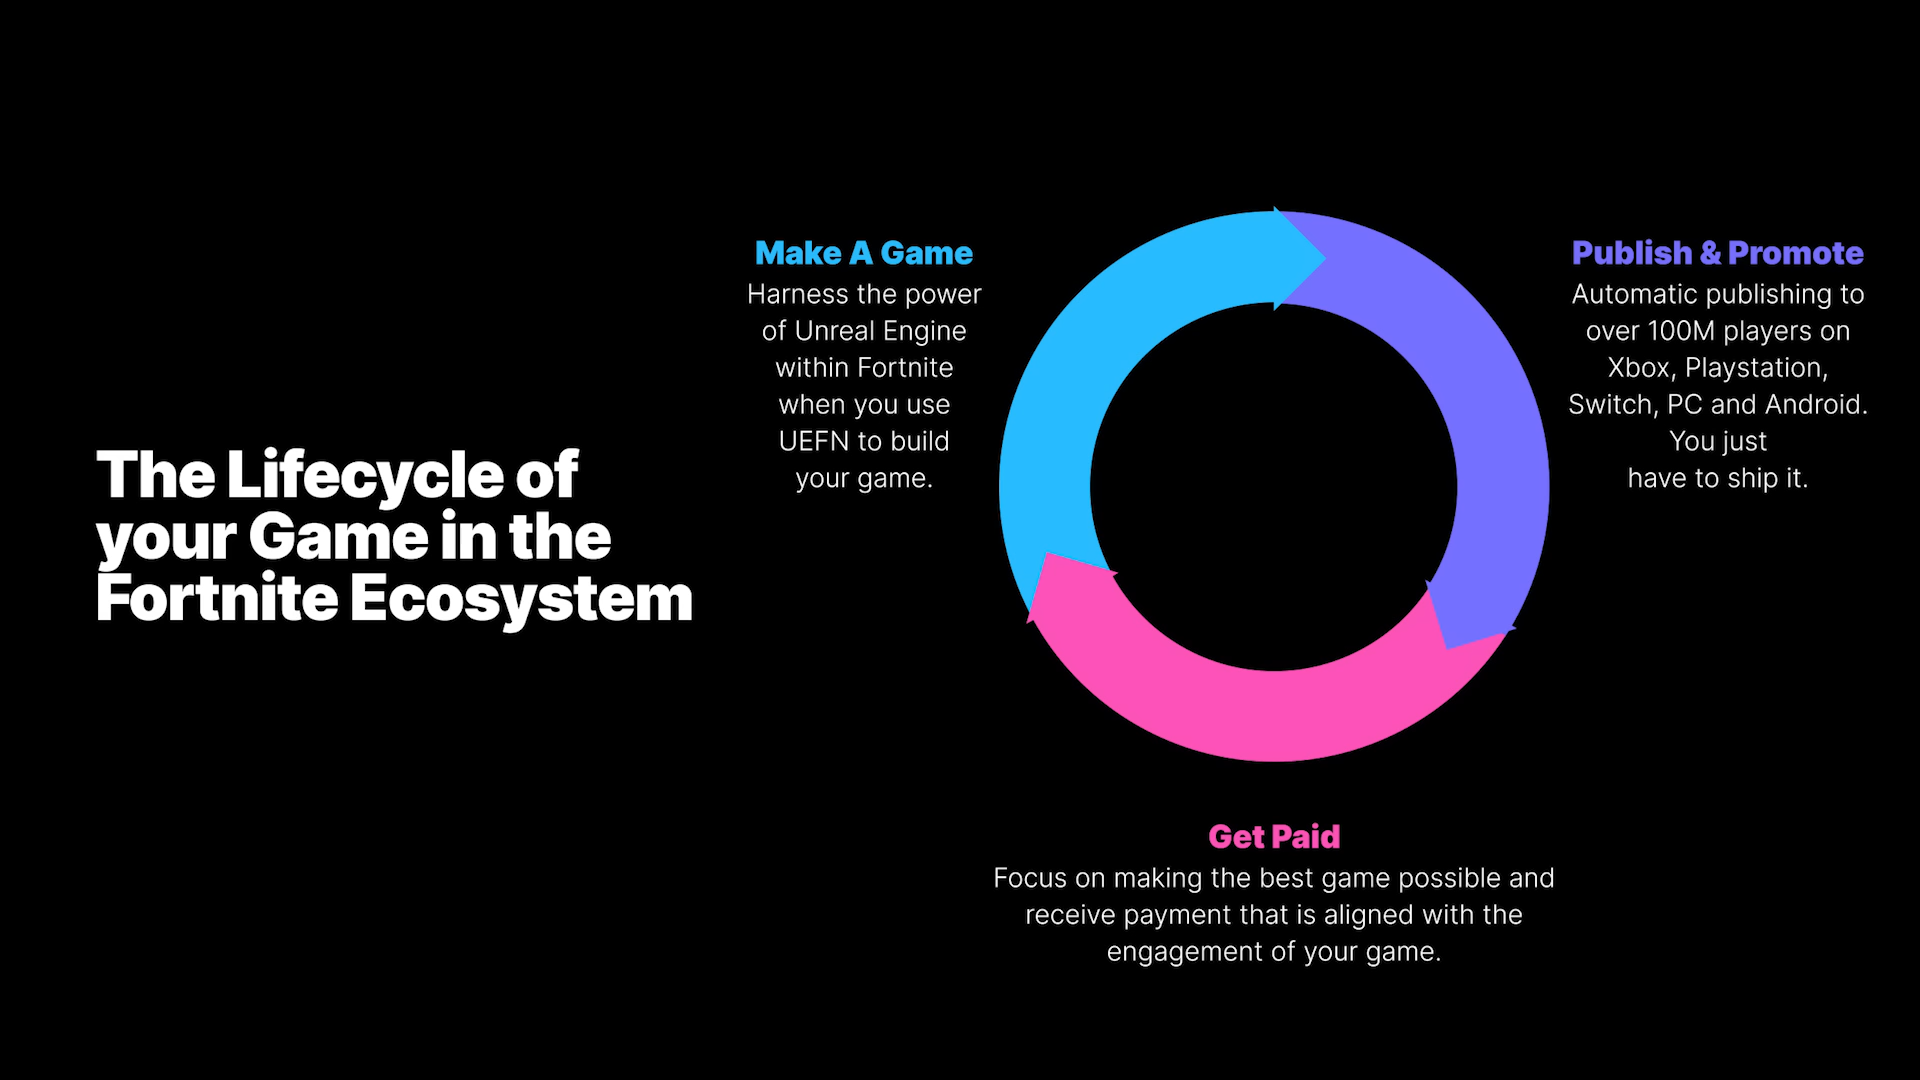 The Lifecycle of
your Game in the
Fortnite Ecosystem
Make A Game
Harness the power
of Unreal Engine
within Fortnite
when you use
UEFN to build
your game.
Publish & Promote
Automatic publishing to
over 100M players on
Xbox, Playstation,
Switch, PC and Android.
You just
have to ship it.
Get Paid
Focus on making the best game possible and
receive payment that is aligned with the
engagement of your game.